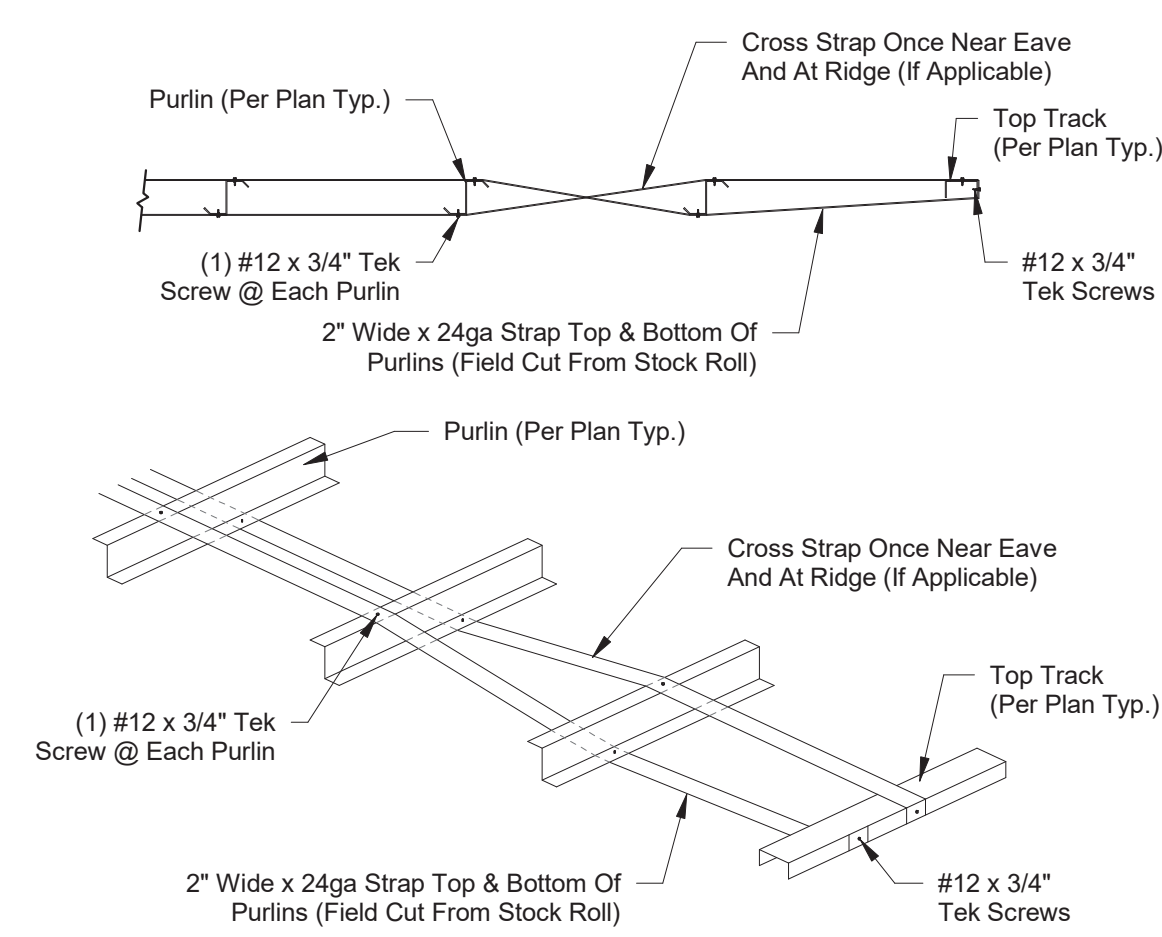 Cross Strap Once Near Eave
And At Ridge (If Applicable)
Purlin (Per Plan Typ.)
Top Track
(Per Plan Typ.)
(1) #12 x 3/4" Tek
Screw @ Each Purlin
#12 x 3/4"
Tek Screws
2" Wide x 24ga Strap Top & Bottom Of
Purlins (Field Cut From Stock Roll)
Purlin (Per Plan Typ.)
Cross Strap Once Near Eave
And At Ridge (If Applicable)
Top Track
(Per Plan Typ.)
(1) #12 x 3/4" Tek
Screw @ Each Purlin
2" Wide x 24ga Strap Top & Bottom Of
Purlins (Field Cut From Stock Roll)
#12 x 3/4"
Tek Screws